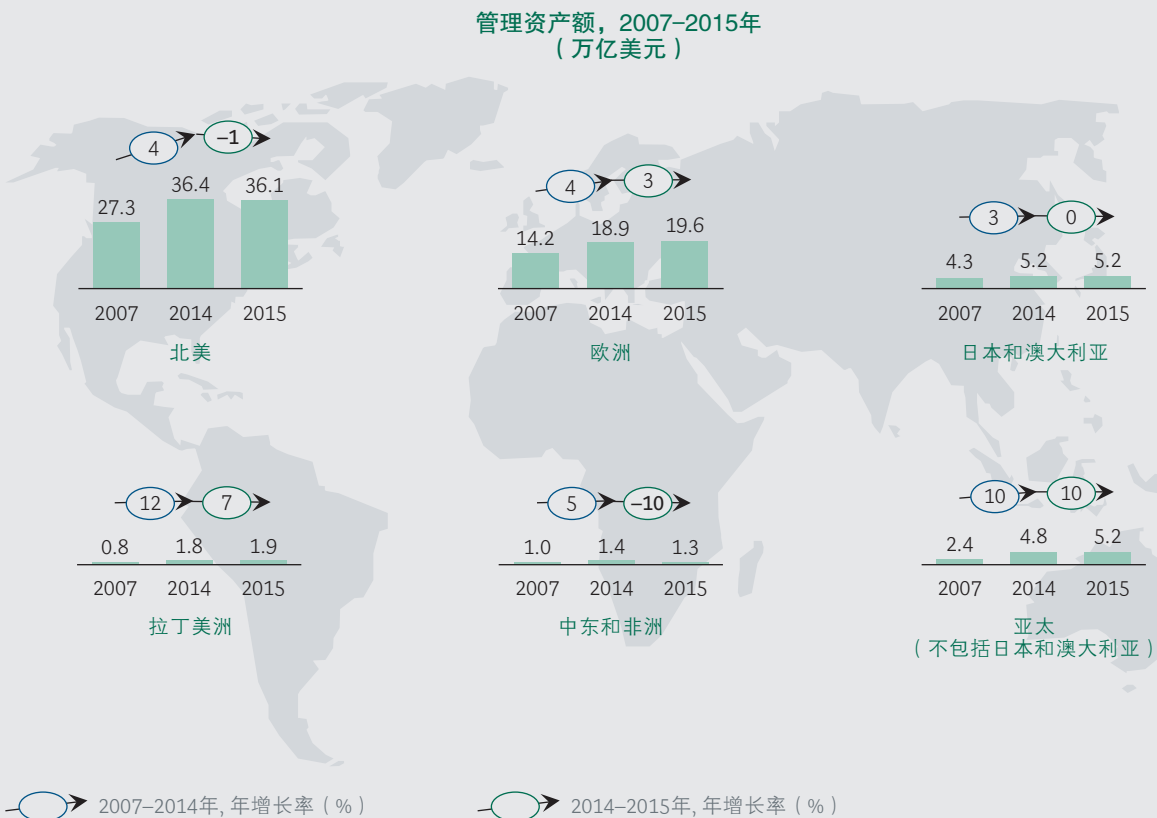 管理资产额，2007–2015年
（万亿美元）
4 –1
27.3 36.4 36.1
2007 2014 2015
北美
4 3
14.2 18.9 19.6
2007 2014 2015
欧洲
3 0
4.3 5.2 5.2
2007 2014 2015
日本和澳大利亚
12 7
0.8 1.8 1.9
2007 2014 2015
拉丁美洲
5 –10
1.0 1.4 1.3
2007 2014 2015
中东和非洲
10 10
2.4 4.8 5.2
2007 2014 2015
亚太
（不包括日本和澳大利亚）
2007–2014年, 年增长率（%）
2014–2015年, 年增长率（%）